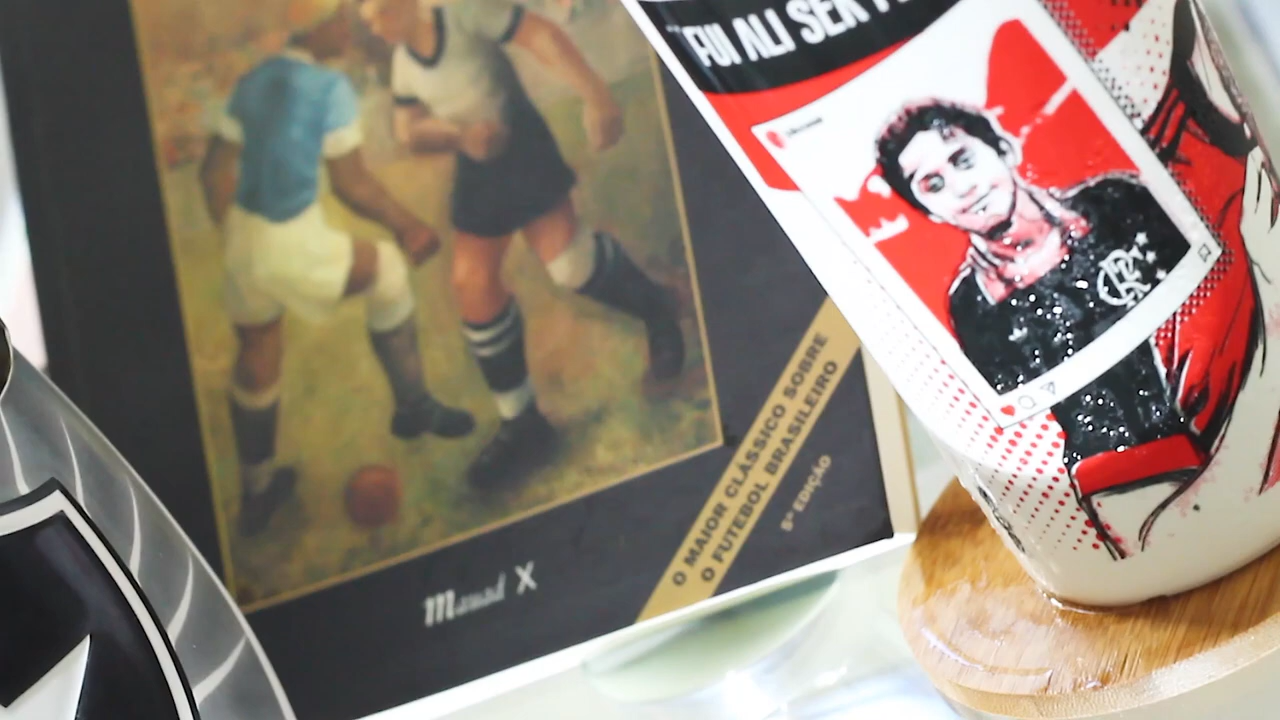 FUI ALI SER
O MAIOR CLÁSSICO SOBRE
O FUTEBOL BRASILEIRO
5ª EDIÇÃO
Mauad X